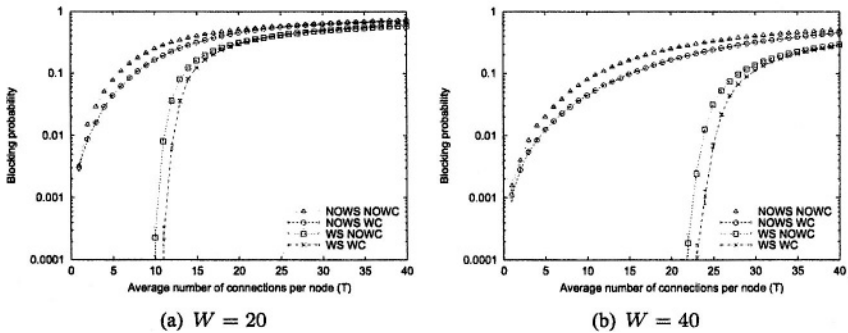 1
0.1
0.01
0.001
0.0001
Blocking probability
NOWS NOWC
NOWS WC
WS NOWC
WS WC
0 5 10 15 20 25 30 35 40
Average number of connections per node (T)
(a) W = 20
1
0.1
0.01
0.001
0.0001
Blocking probability
NOWS NOWC
NOWS WC
WS NOWC
WS WC
0 5 10 15 20 25 30 35 40
Average number of connections per node (T)
(b) W = 40